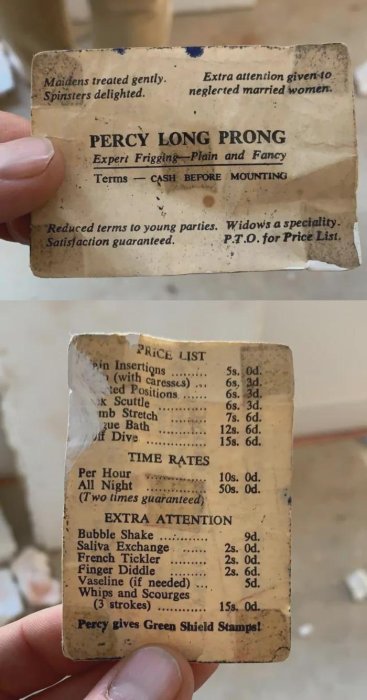 Maidens treated gently. Extra attention given to
Spinsters delighted. neglected married women.
PERCY LONG PRONG
Expert Frigging—Plain and Fancy
Terms — CASH BEFORE MOUNTING
Reduced terms to young parties. Widows a speciality.
Satisfaction guaranteed. P.T.O. for Price List.
PRICE LIST
in Insertions ........ 5s. 0d.
(with caresses) ... 6s. 3d.
ted Positions ...... 6s. 3d.
k Scuttle ............ 6s. 3d.
mb Stretch ......... 7s. 6d.
gue Bath ............ 12s. 6d.
ff Dive ............... 15s. 6d.
TIME RATES
Per Hour ............ 10s. 0d.
All Night ............ 50s. 0d.
(Two times guaranteed)
EXTRA ATTENTION
Bubble Shake ............ 9d.
Saliva Exchange ...... 2s. 0d.
French Tickler ...... 2s. 0d.
Finger Diddle ...... 2s. 6d.
Vaseline (if needed) ... 5d.
Whips and Scourges
(3 strokes) ............ 15s. 0d.
Percy gives Green Shield Stamps!